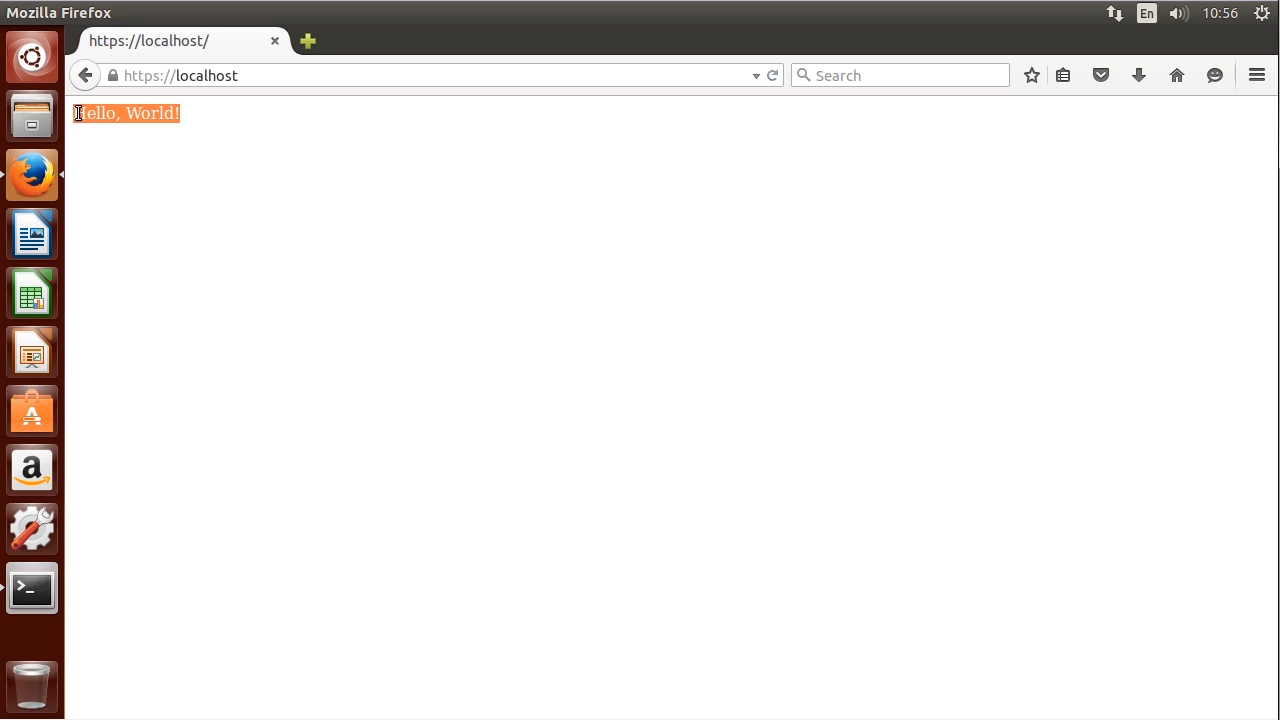 Mozilla Firefox
En
10:56
https://localhost/
https://localhost
Search
Hello, World!